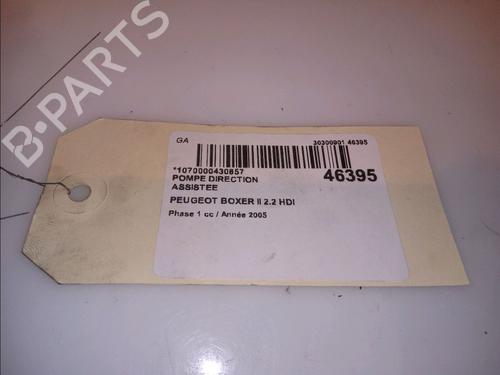 B-PARTS
GA 30300901 46395
*1070000430857 46395
POMPE DIRECTION
ASSISTEE
PEUGEOT BOXER II 2.2 HDI
Phase 1 cc / Année 2005